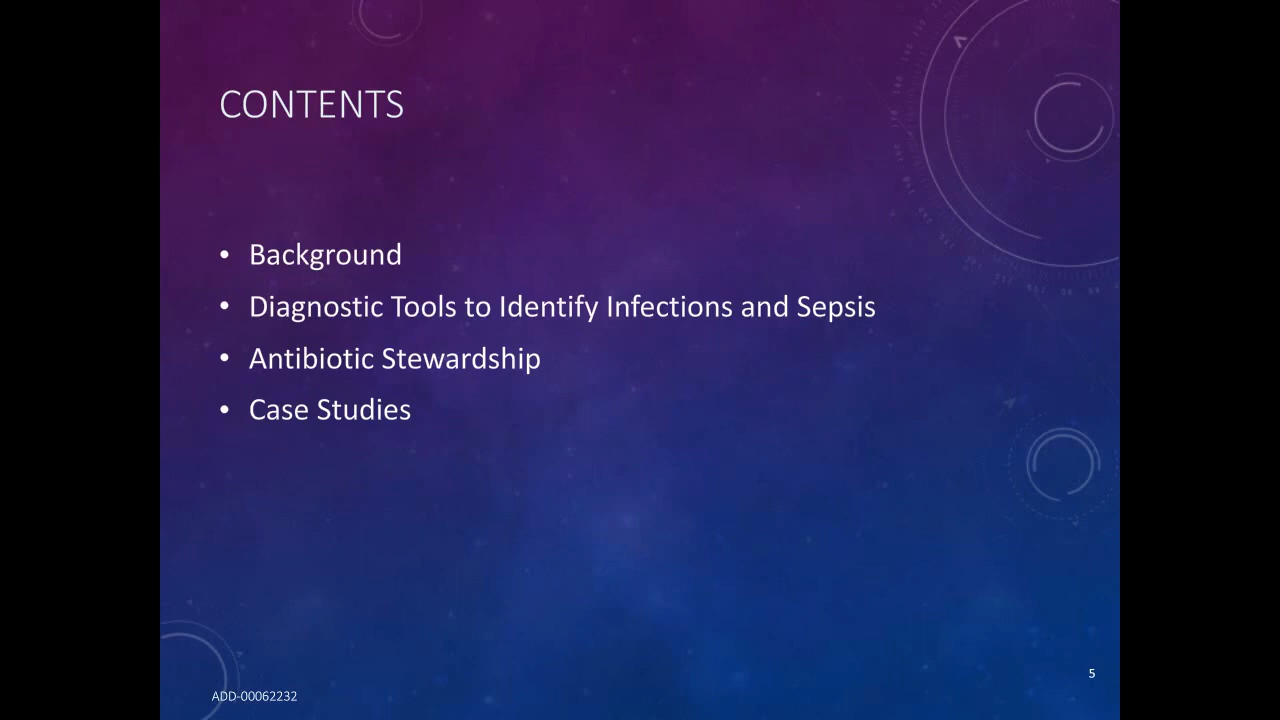 CONTENTS
• Background
• Diagnostic Tools to Identify Infections and Sepsis
• Antibiotic Stewardship
• Case Studies
5
ADD-00062232